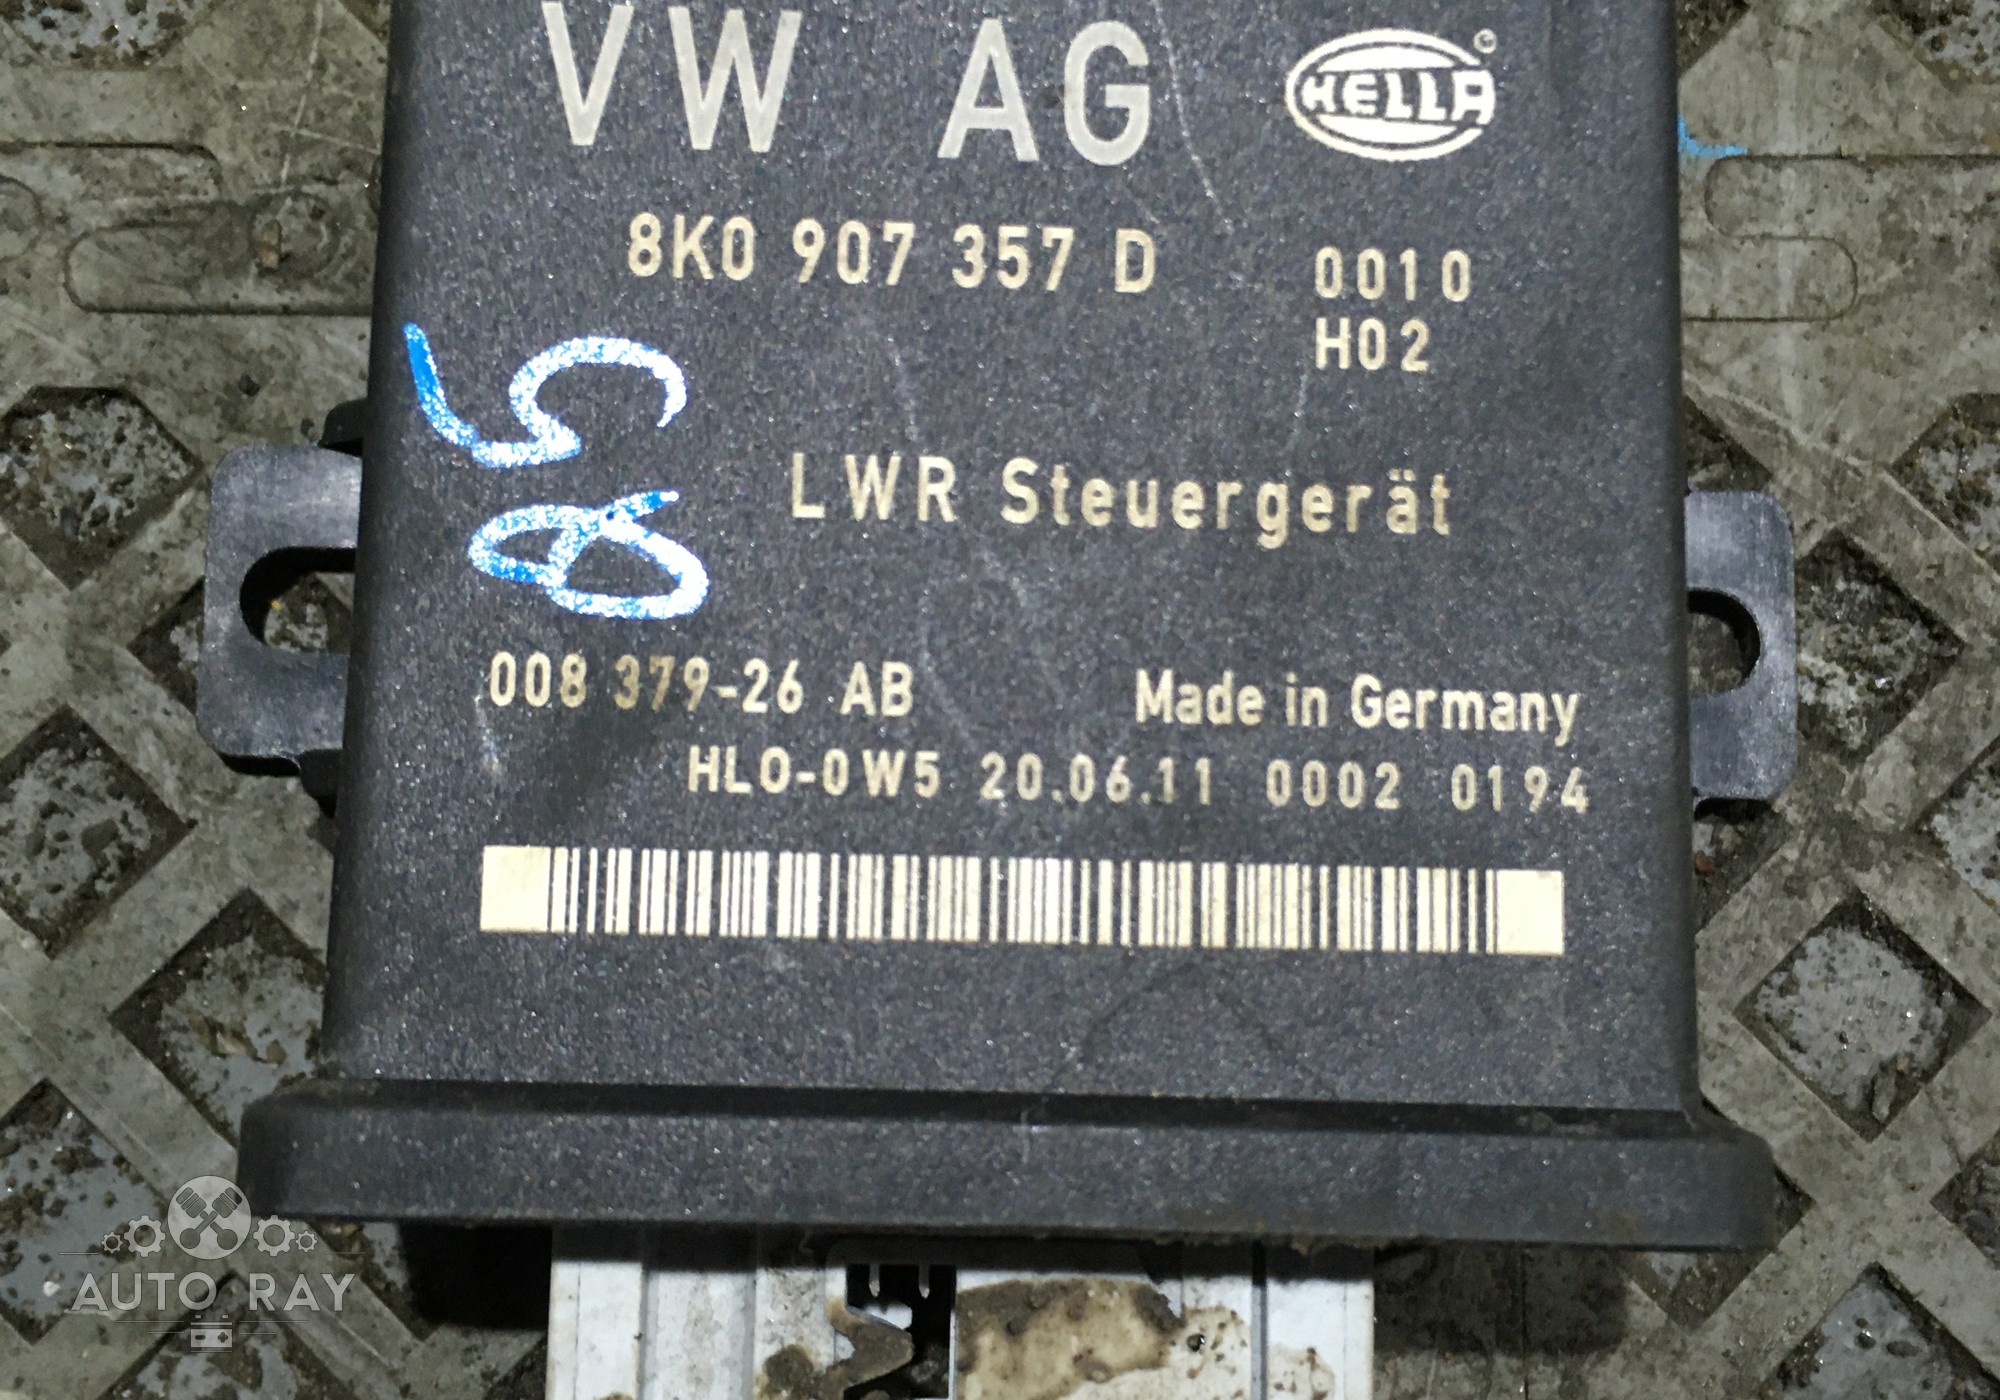 VW AG HELLA
8K0 907 357 D 0010
H02
LWR Steuergerät
008 379-26 AB Made in Germany
HLO-0W5 20.06.11 0002 0194
AUTO RAY